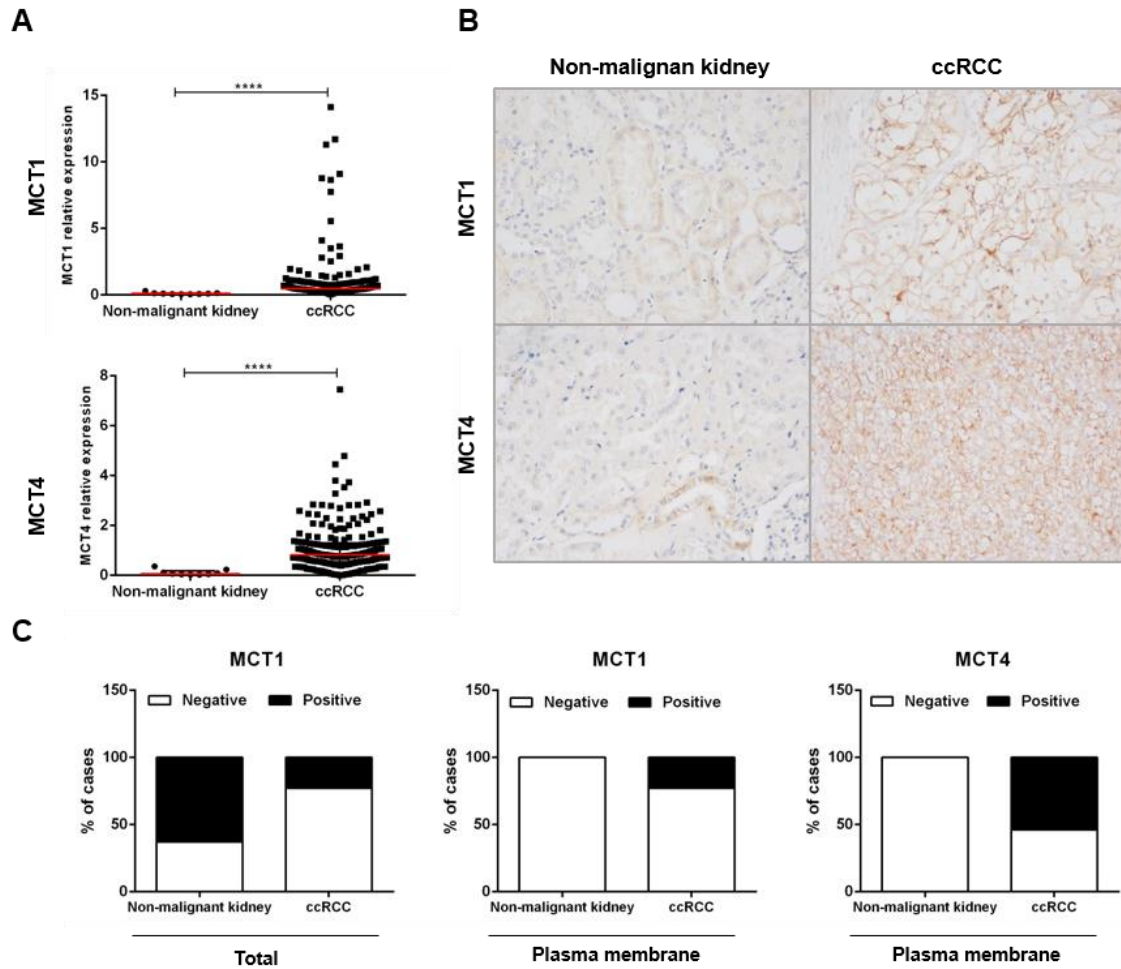 A
MCT1
MCT1 relative expression
15
10
5
0
****
Non-malignant kidney ccRCC
MCT4
MCT4 relative expression
8
6
4
2
0
****
Non-malignant kidney ccRCC
B
Non-malignan kidney ccRCC
MCT1
MCT4
C
MCT1
Negative Positive
% of cases
150
100
50
0
Non-malignant kidney ccRCC
Total
MCT1
Negative Positive
% of cases
150
100
50
0
Non-malignant kidney ccRCC
Plasma membrane
MCT4
Negative Positive
% of cases
150
100
50
0
Non-malignant kidney ccRCC
Plasma membrane